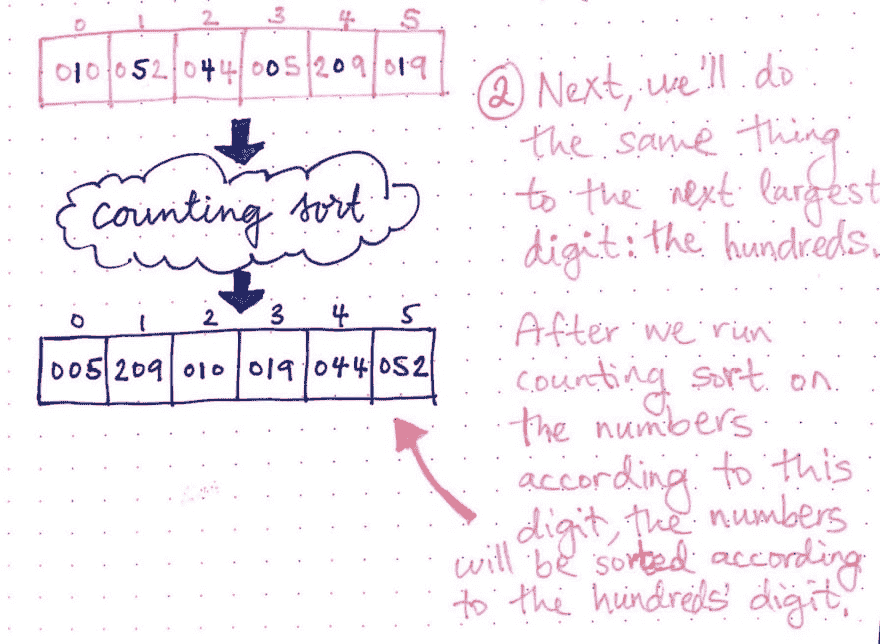 0 1 2 3 4 5
010 052 044 005 209 019
counting sort
0 1 2 3 4 5
005 209 010 019 044 052
2 Next, we'll do
the same thing
to the next largest
digit: the hundreds.
After we run
counting sort on
the numbers
according to this
digit, the numbers
will be sorted according
to the hundreds' digit.